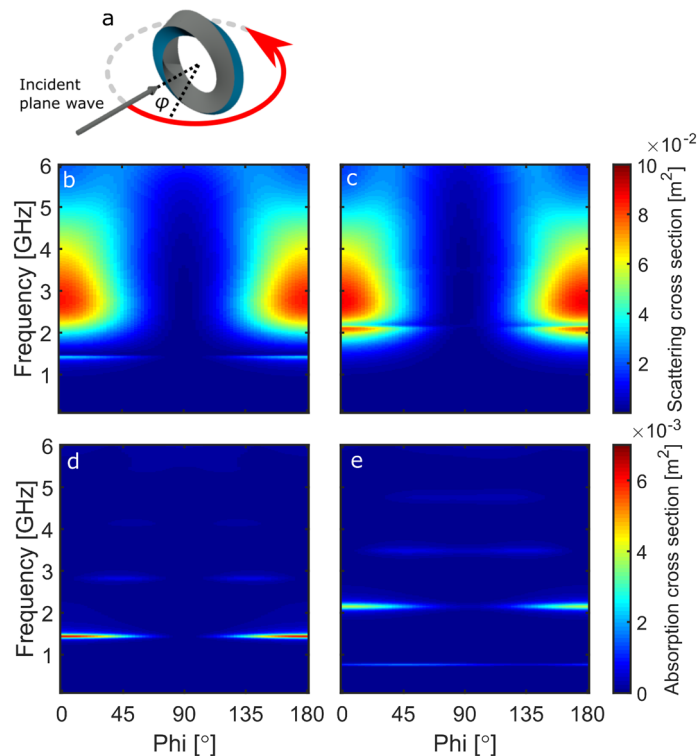 a
Incident
plane wave
φ
b
c
6
5
4
3
2
1
Frequency [GHz]
×10⁻²
10
8
6
4
2
Scattering cross section [m²]
d
e
6
5
4
3
2
1
Frequency [GHz]
0
45
90
135
180
Phi [°]
0
45
90
135
180
Phi [°]
×10⁻³
6
4
2
0
Absorption cross section [m²]